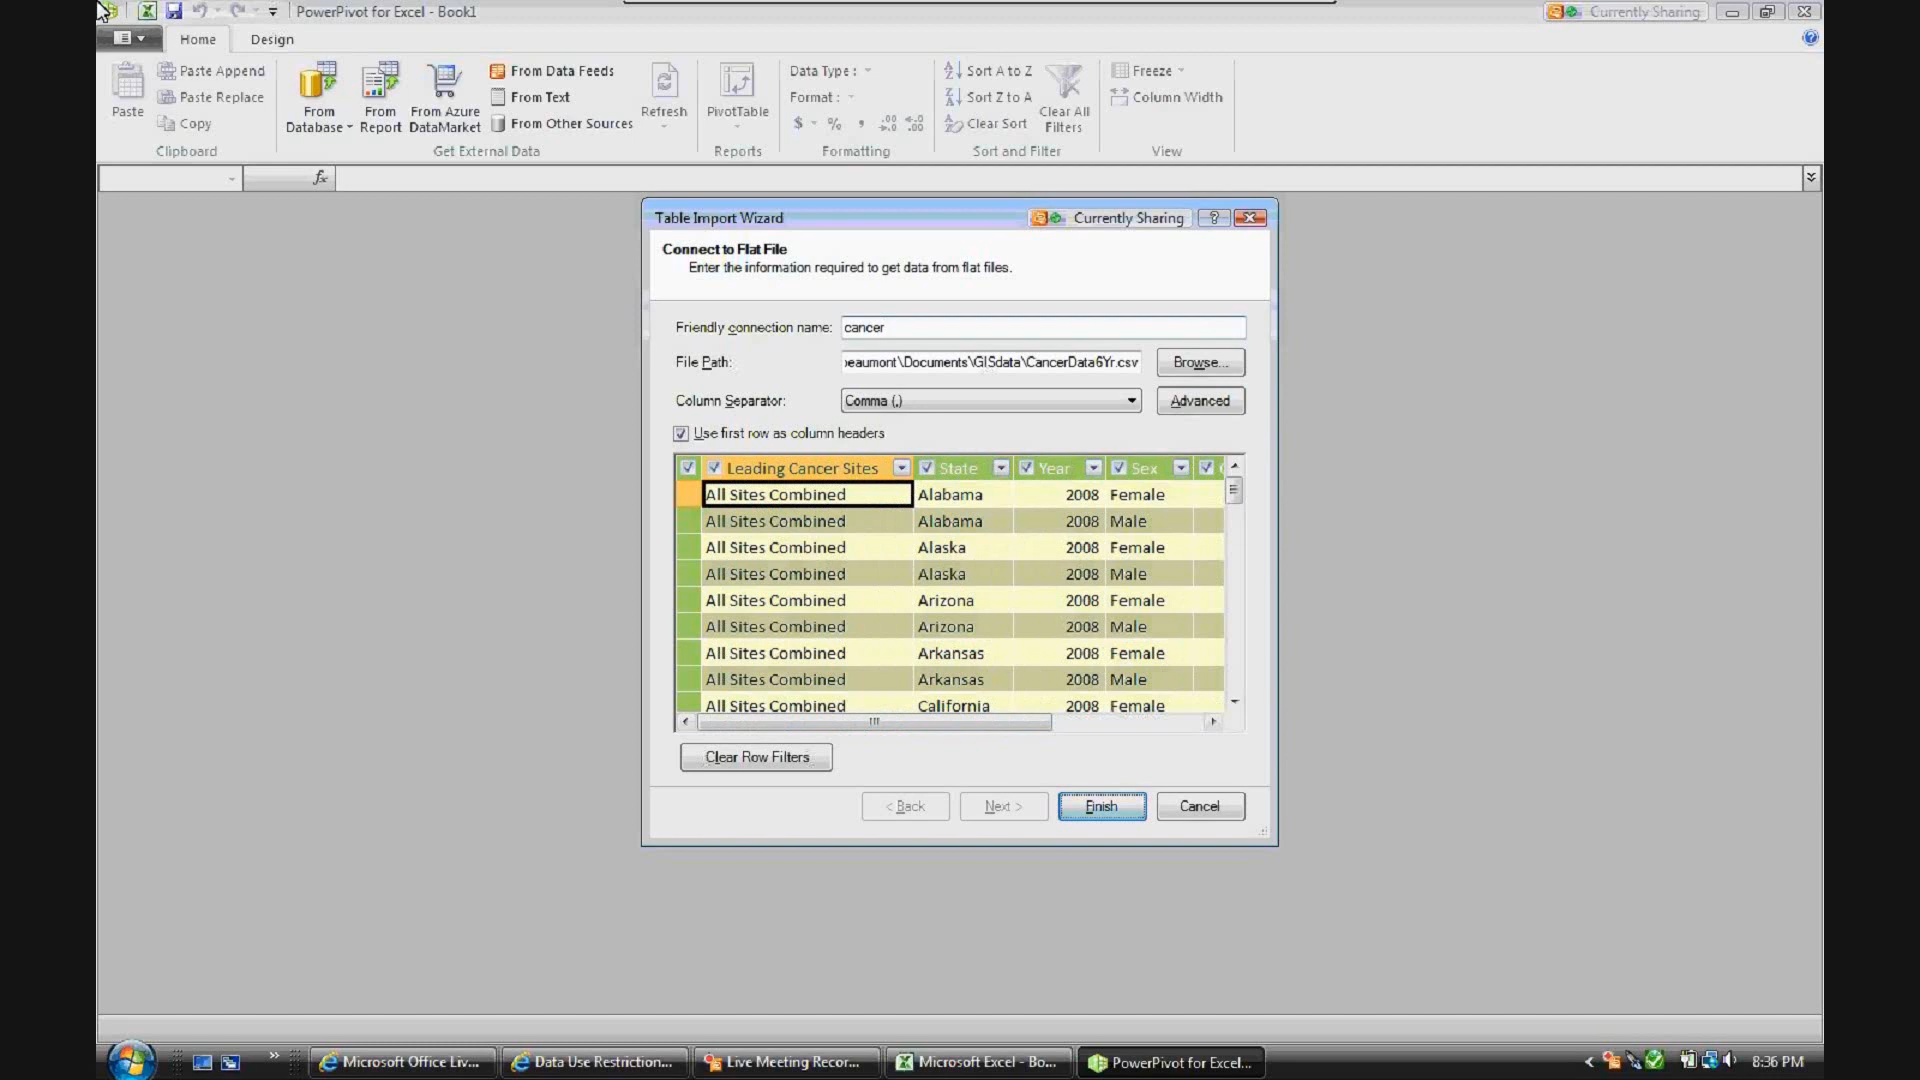 PowerPivot for Excel - Book1
Currently Sharing
Home
Design
Paste
Paste Append
Paste Replace
Copy
Clipboard
From Database
From Report
From Azure DataMarket
From Data Feeds
From Text
From Other Sources
Get External Data
Refresh
PivotTable
Reports
Data Type :
Format :
$ % ,
Formatting
Sort A to Z
Sort Z to A
Clear Sort
Clear All Filters
Sort and Filter
Freeze
Column Width
View
fx
Table Import Wizard
Currently Sharing
Connect to Flat File
Enter the information required to get data from flat files.
Friendly connection name: cancer
File Path: eaumont\Documents\GISdata\CancerData6Yr.csv Browse...
Column Separator: Comma (,) Advanced
Use first row as column headers
Leading Cancer Sites State Year Sex
All Sites Combined Alabama 2008 Female
All Sites Combined Alabama 2008 Male
All Sites Combined Alaska 2008 Female
All Sites Combined Alaska 2008 Male
All Sites Combined Arizona 2008 Female
All Sites Combined Arizona 2008 Male
All Sites Combined Arkansas 2008 Female
All Sites Combined Arkansas 2008 Male
All Sites Combined California 2008 Female
Clear Row Filters
< Back Next > Finish Cancel
Microsoft Office Liv... Data Use Restriction... Live Meeting Recor... Microsoft Excel - Bo... PowerPivot for Excel... 8:36 PM